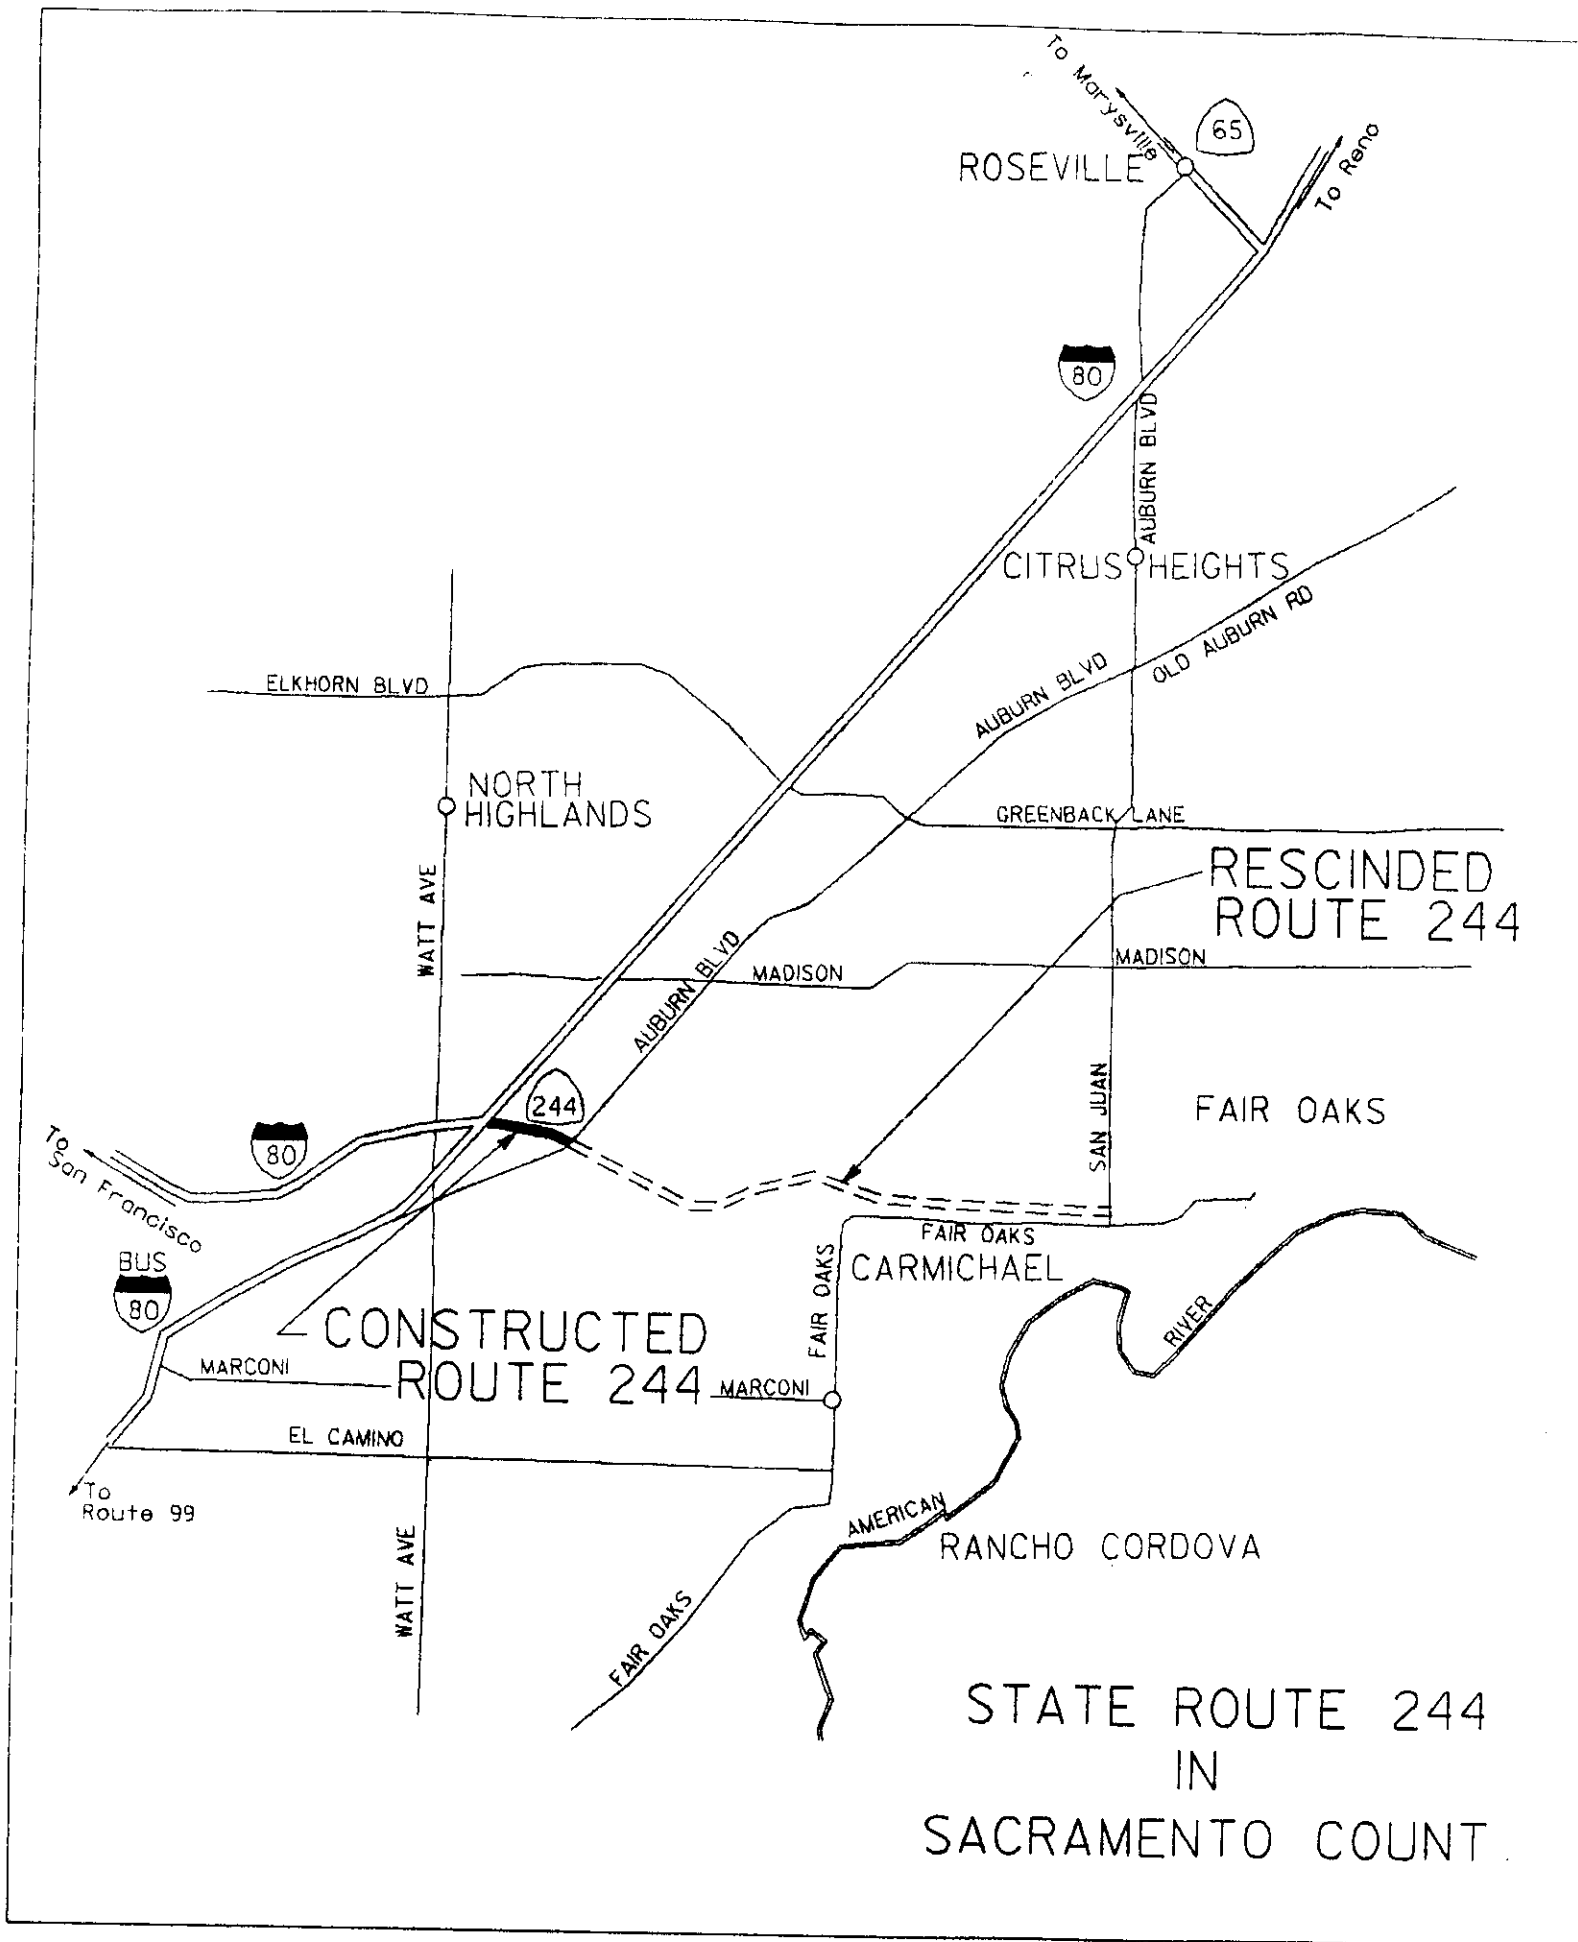 To Marysville
65
ROSEVILLE
To Reno
80
AUBURN BLVD
CITRUS HEIGHTS
OLD AUBURN RD
AUBURN BLVD
ELKHORN BLVD
NORTH
HIGHLANDS
GREENBACK LANE
RESCINDED
ROUTE 244
WATT AVE
AUBURN BLVD
MADISON
MADISON
244
SAN JUAN
FAIR OAKS
80
To
San Francisco
FAIR OAKS
CARMICHAEL
FAIR OAKS
BUS
80
RIVER
CONSTRUCTED
ROUTE 244
MARCONI
MARCONI
EL CAMINO
To
Route 99
AMERICAN
RANCHO CORDOVA
WATT AVE
FAIR OAKS
STATE ROUTE 244
IN
SACRAMENTO COUNT